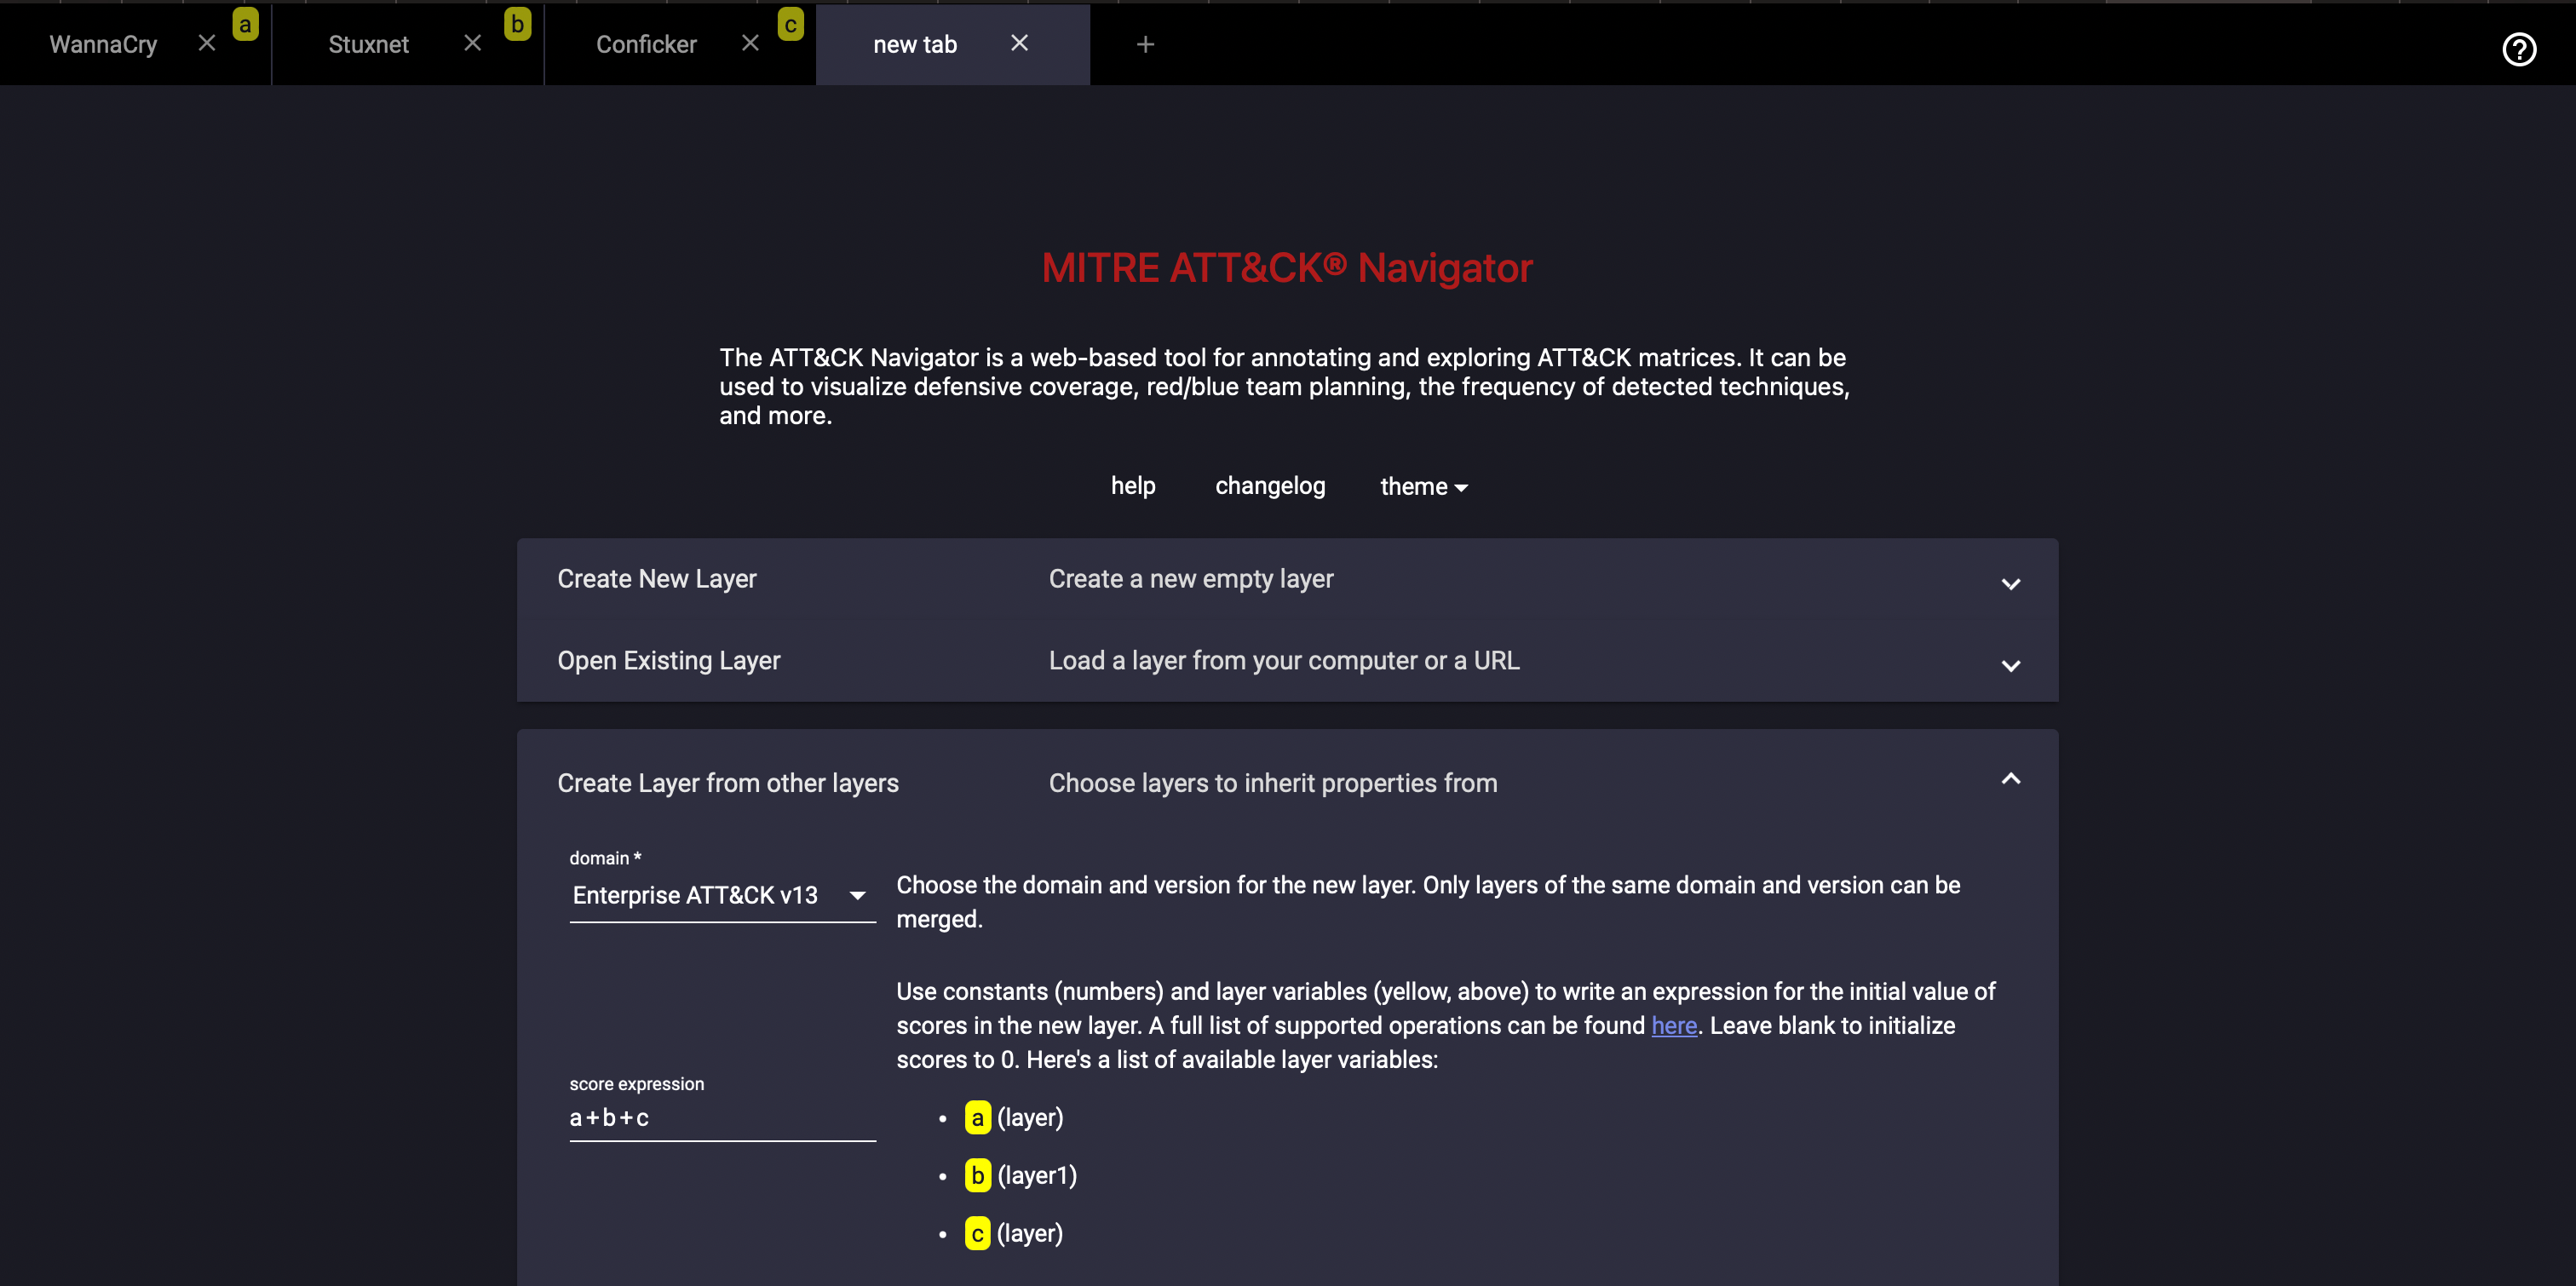 WannaCry a Stuxnet b Conficker c new tab
MITRE ATT&CK® Navigator
The ATT&CK Navigator is a web-based tool for annotating and exploring ATT&CK matrices. It can be
used to visualize defensive coverage, red/blue team planning, the frequency of detected techniques,
and more.
help changelog theme
Create New Layer Create a new empty layer
Open Existing Layer Load a layer from your computer or a URL
Create Layer from other layers Choose layers to inherit properties from
domain *
Enterprise ATT&CK v13
Choose the domain and version for the new layer. Only layers of the same domain and version can be
merged.
Use constants (numbers) and layer variables (yellow, above) to write an expression for the initial value of
scores in the new layer. A full list of supported operations can be found here. Leave blank to initialize
scores to 0. Here's a list of available layer variables:
score expression
a+b+c
• a (layer)
• b (layer1)
• c (layer)